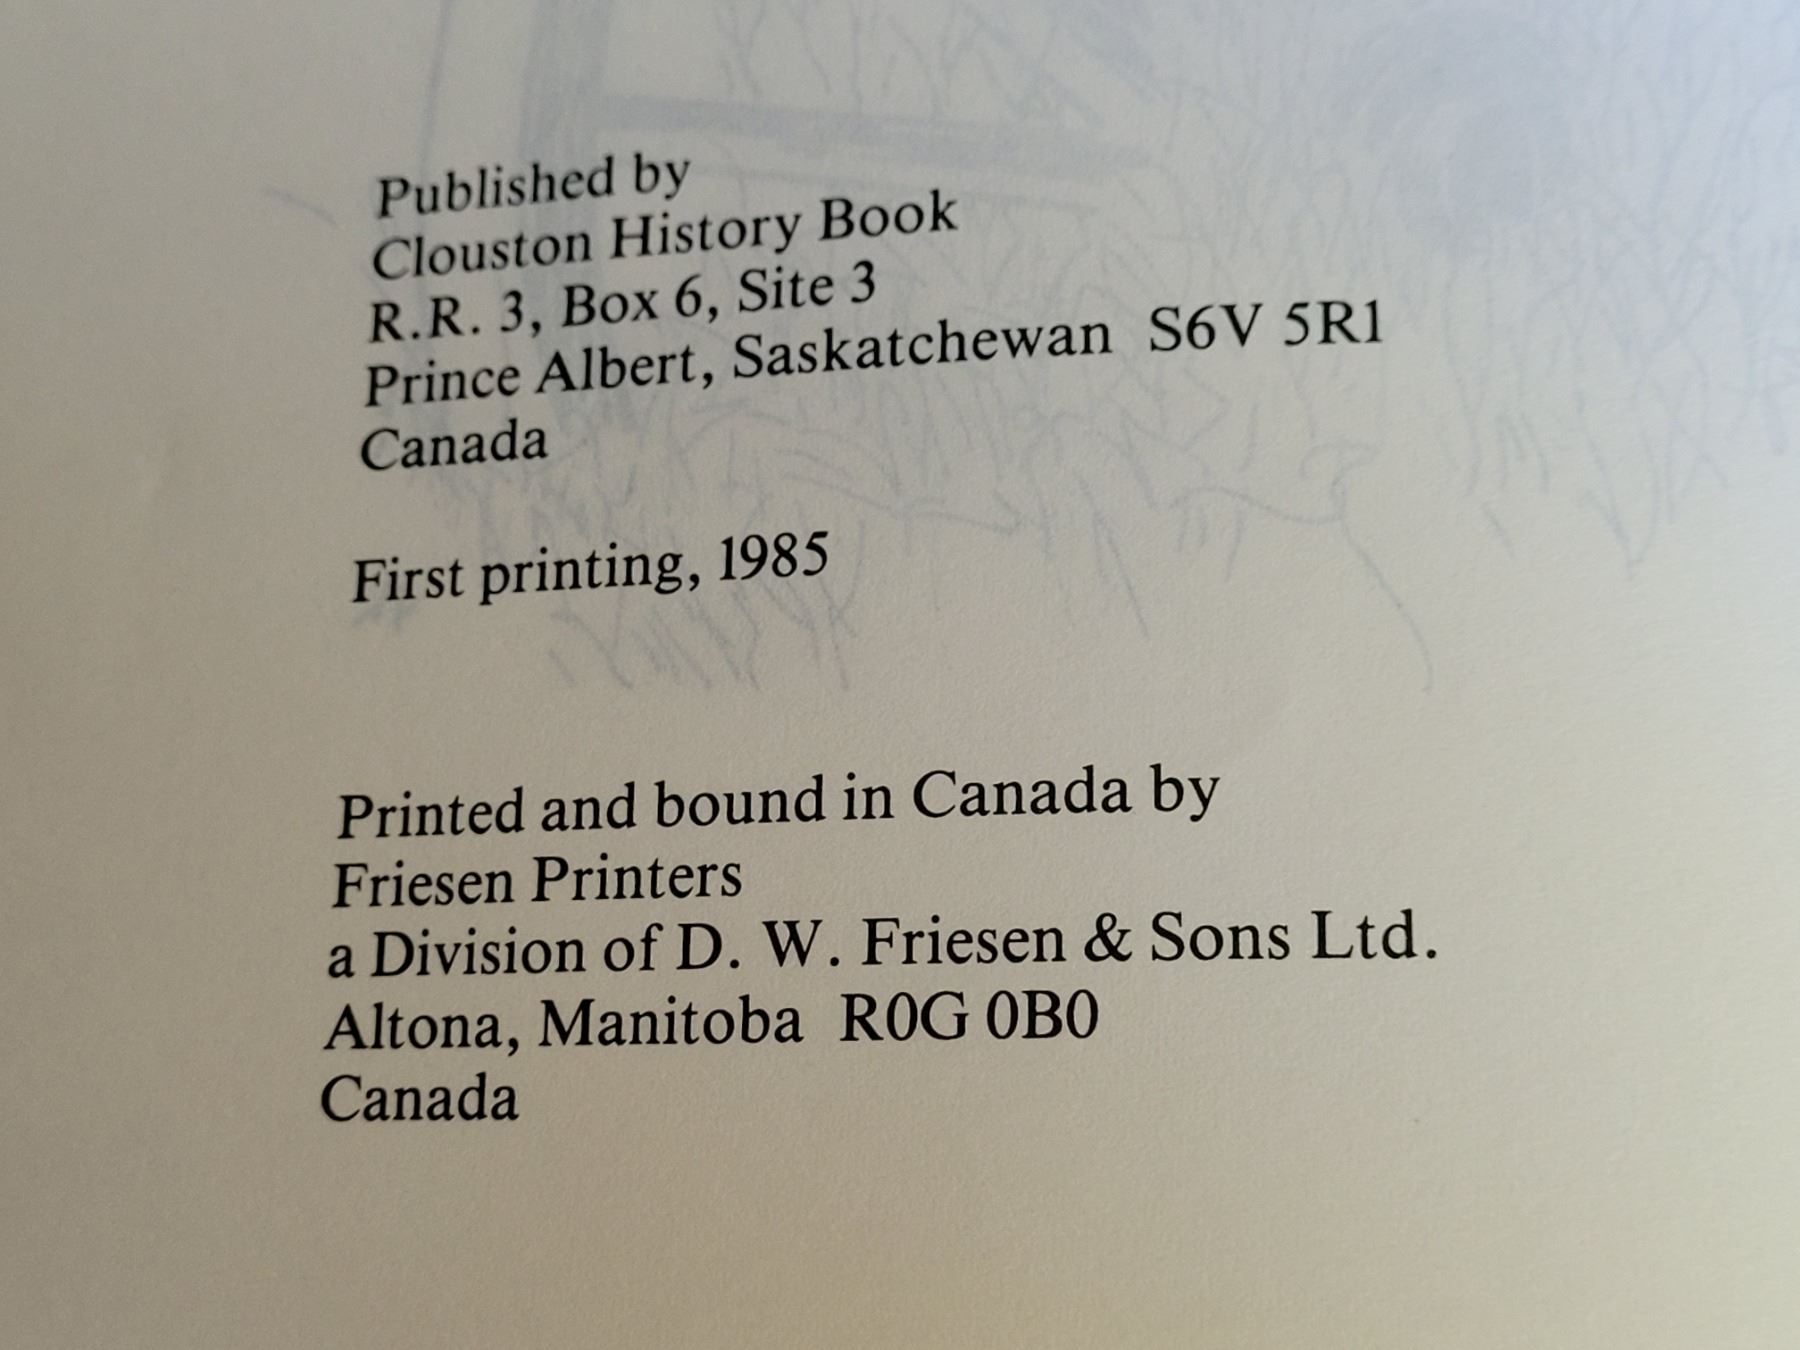 Published by
Clouston History Book
R.R. 3, Box 6, Site 3
Prince Albert, Saskatchewan  S6V 5R1
Canada
First printing, 1985
Printed and bound in Canada by
Friesen Printers
a Division of D. W. Friesen & Sons Ltd.
Altona, Manitoba  R0G 0B0
Canada